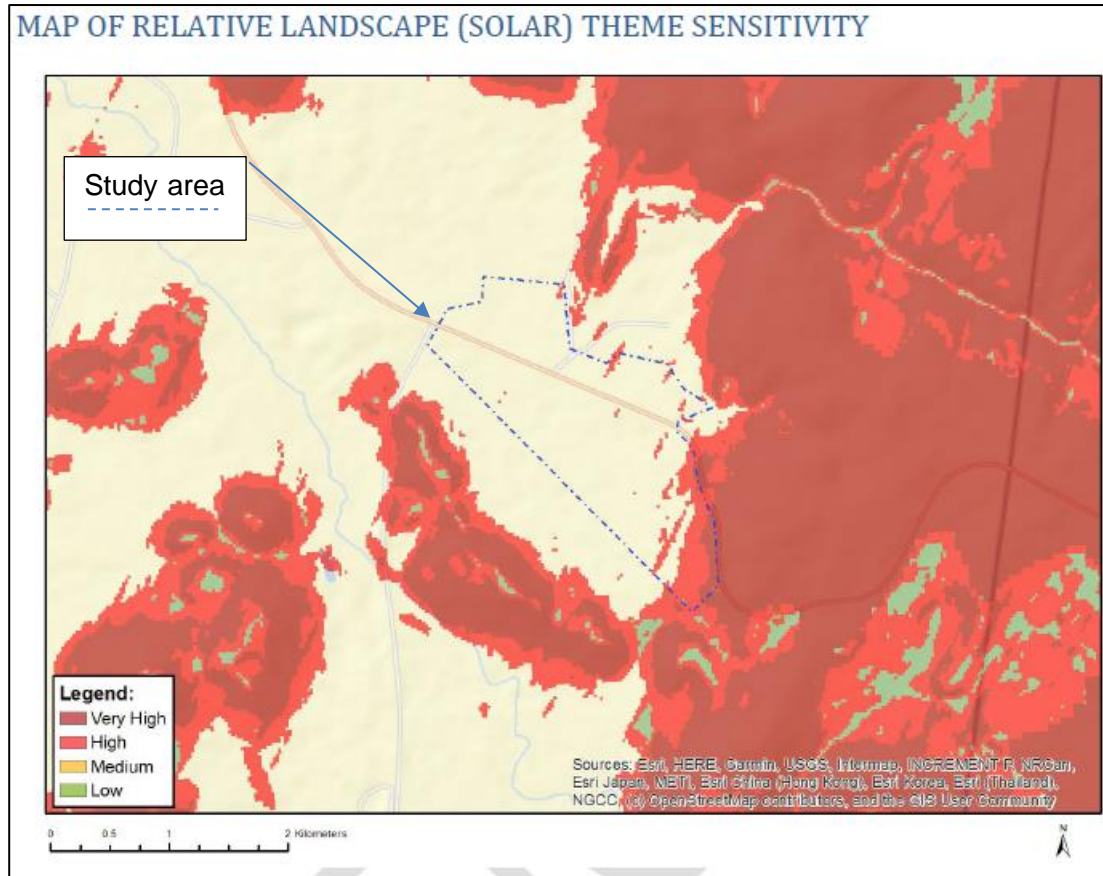 MAP OF RELATIVE LANDSCAPE (SOLAR) THEME SENSITIVITY
Study area
Legend:
Very High
High
Medium
Low
Sources: Esri, HERE, Garmin, USGS, Intermap, INCREMENT P, NRCan,
Esri Japan, METI, Esri China (Hong Kong), Esri Korea, Esri (Thailand),
NGCC, (c) OpenStreetMap contributors, and the GIS User Community
0 0.5 1 2 Kilometers
N